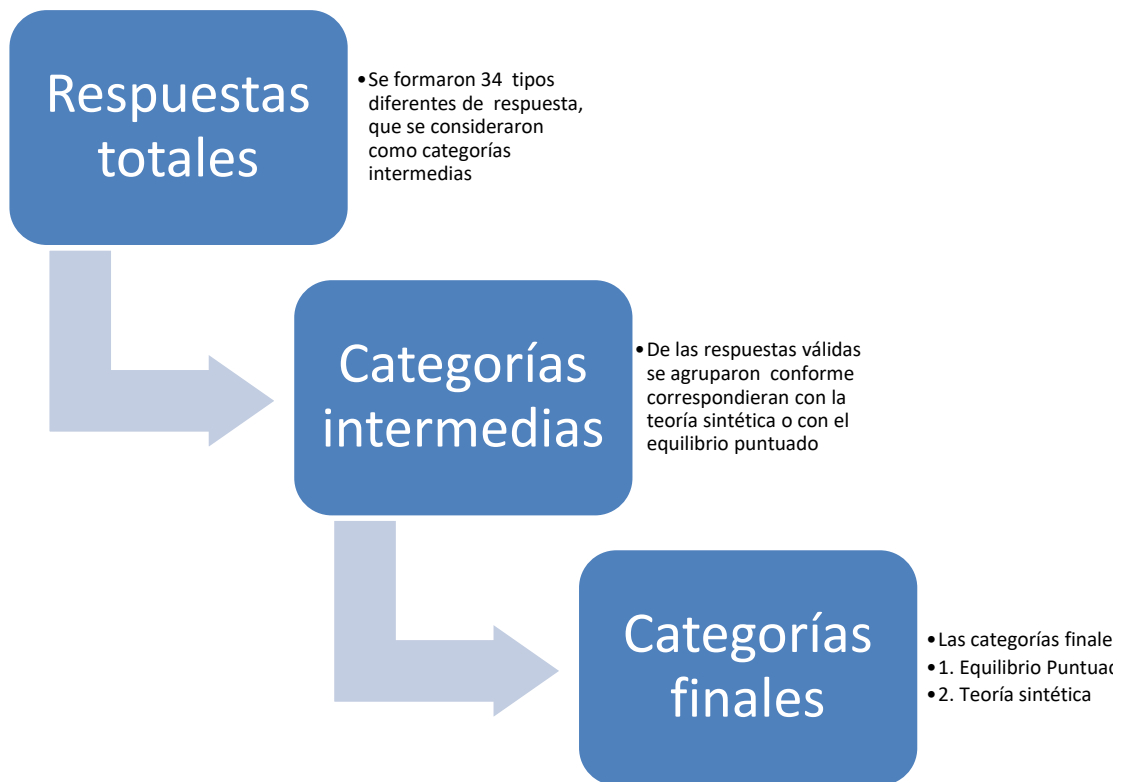 Respuestas
totales
•Se formaron 34 tipos
diferentes de respuesta,
que se consideraron
como categorías
intermedias
Categorías
intermedias
•De las respuestas válidas
se agruparon conforme
correspondieran con la
teoría sintética o con el
equilibrio puntuado
Categorías
finales
•Las categorías finale
•1. Equilibrio Puntuad
•2. Teoría sintética